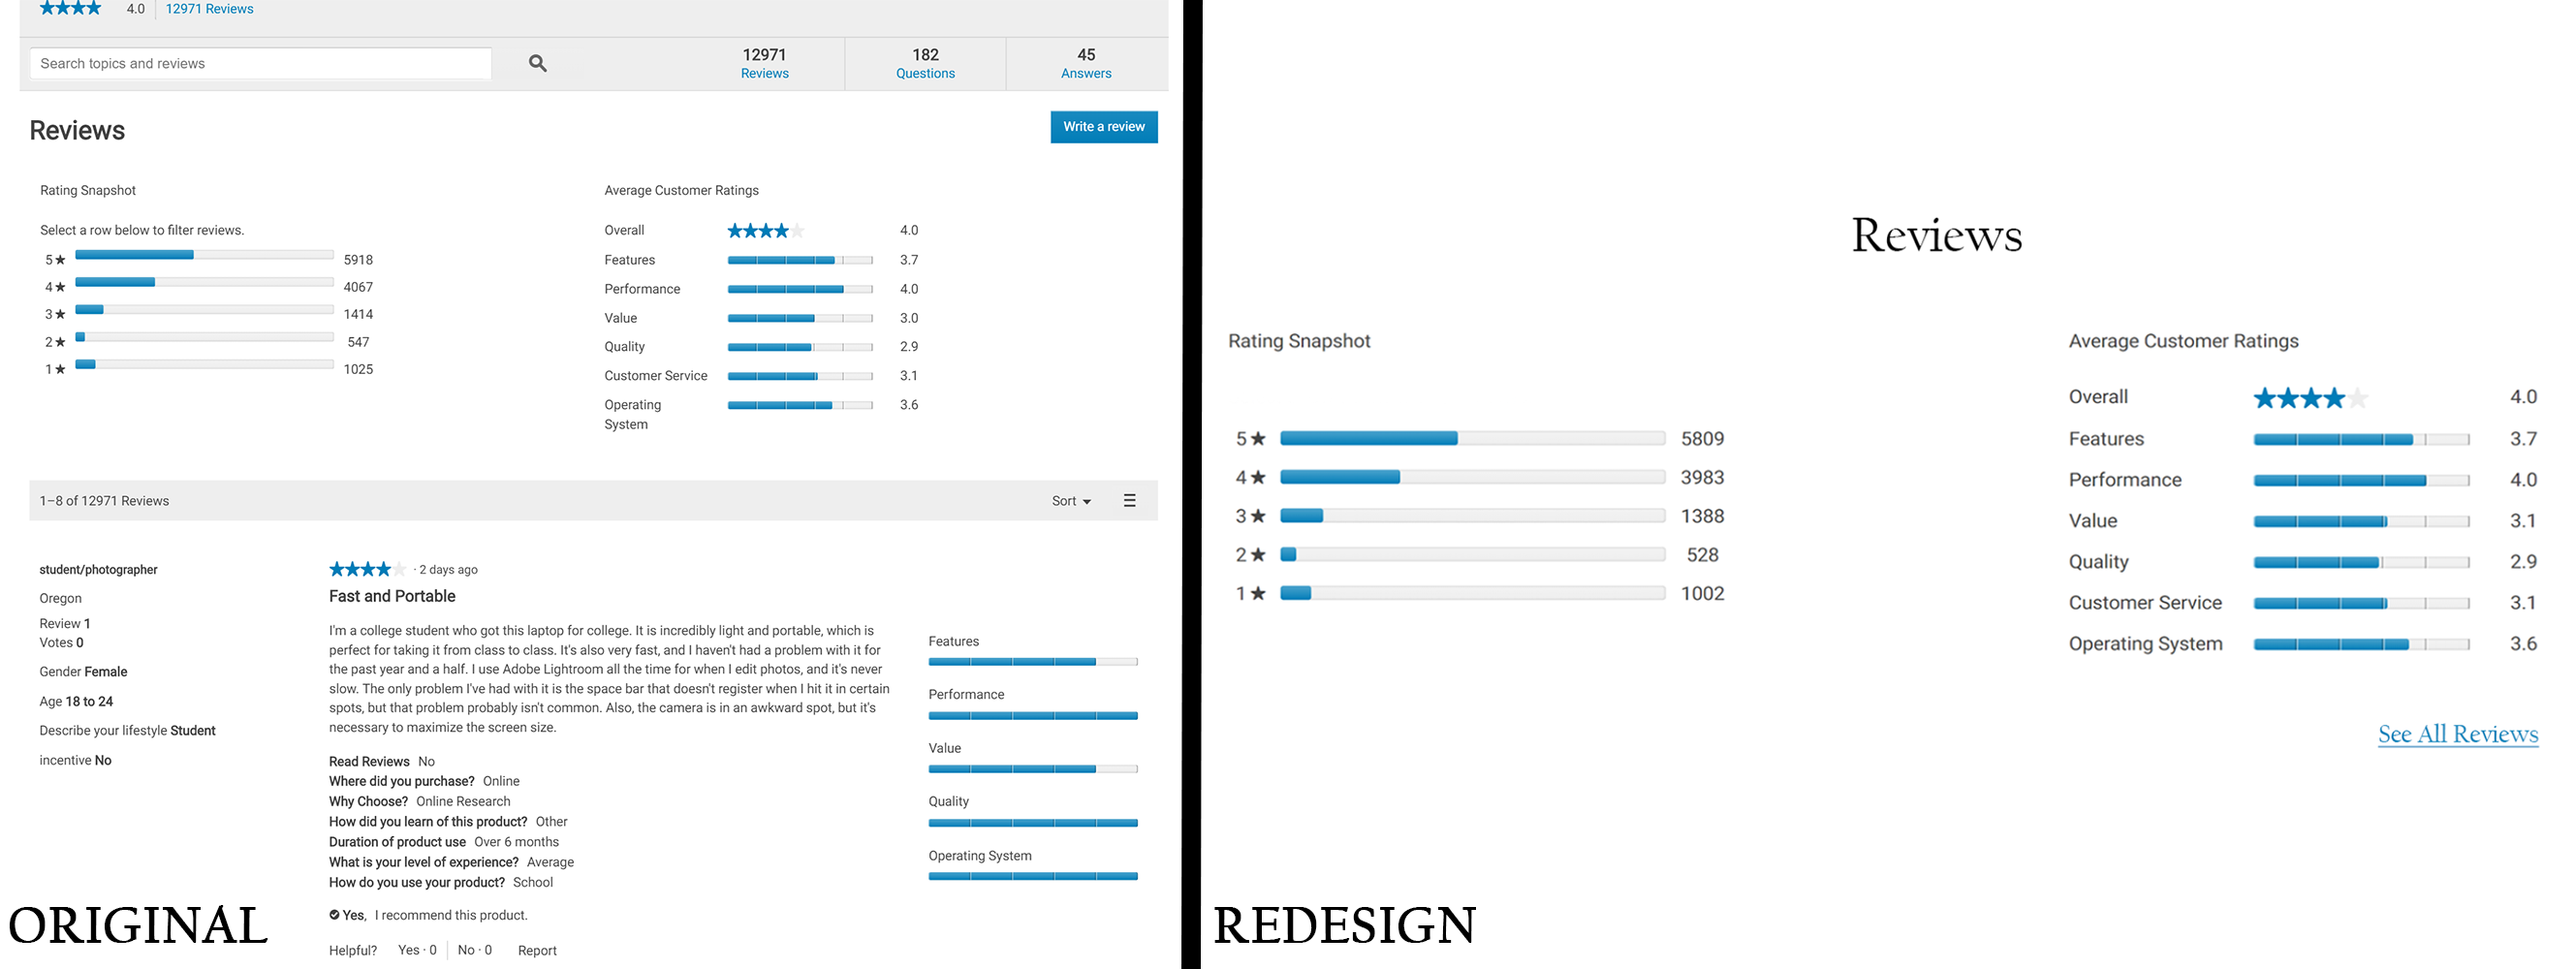 4.0 12971 Reviews
Search topics and reviews
12971 Reviews
182 Questions
45 Answers
Reviews
Write a review
Rating Snapshot
Select a row below to filter reviews.
5★ 5918
4★ 4067
3★ 1414
2★ 547
1★ 1025
Average Customer Ratings
Overall 4.0
Features 3.7
Performance 4.0
Value 3.0
Quality 2.9
Customer Service 3.1
Operating System 3.6
1–8 of 12971 Reviews
Sort
student/photographer
Oregon
Review 1
Votes 0
Gender Female
Age 18 to 24
Describe your lifestyle Student
incentive No
· 2 days ago
Fast and Portable
I'm a college student who got this laptop for college. It is incredibly light and portable, which is
perfect for taking it from class to class. It's also very fast, and I haven't had a problem with it for
the past year and a half. I use Adobe Lightroom all the time for when I edit photos, and it's never
slow. The only problem I've had with it is the space bar that doesn't register when I hit it in certain
spots, but that problem probably isn't common. Also, the camera is in an awkward spot, but it's
necessary to maximize the screen size.
Read Reviews No
Where did you purchase? Online
Why Choose? Online Research
How did you learn of this product? Other
Duration of product use Over 6 months
What is your level of experience? Average
How do you use your product? School
Yes, I recommend this product.
Helpful? Yes · 0 No · 0 Report
Features
Performance
Value
Quality
Operating System
ORIGINAL
Reviews
Rating Snapshot
5★ 5809
4★ 3983
3★ 1388
2★ 528
1★ 1002
Average Customer Ratings
Overall 4.0
Features 3.7
Performance 4.0
Value 3.1
Quality 2.9
Customer Service 3.1
Operating System 3.6
See All Reviews
REDESIGN